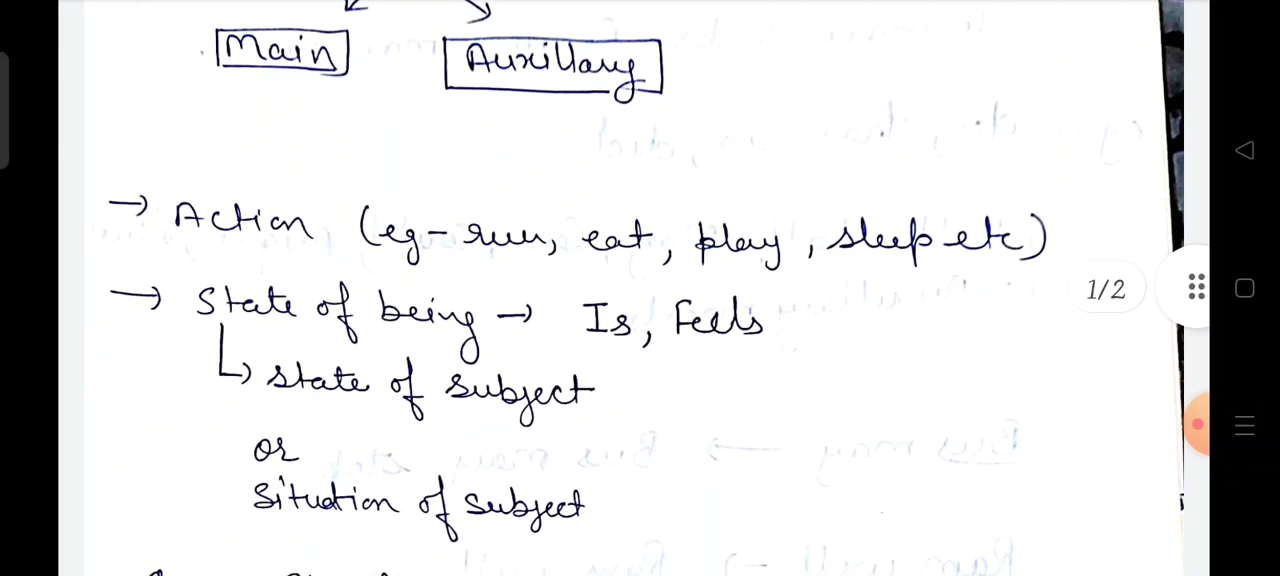 Main Auxillary
→ Action (eg- run, eat, play, sleep etc)
→ State of being → Is, Feels
↳ state of subject
or
situation of subject
1/2